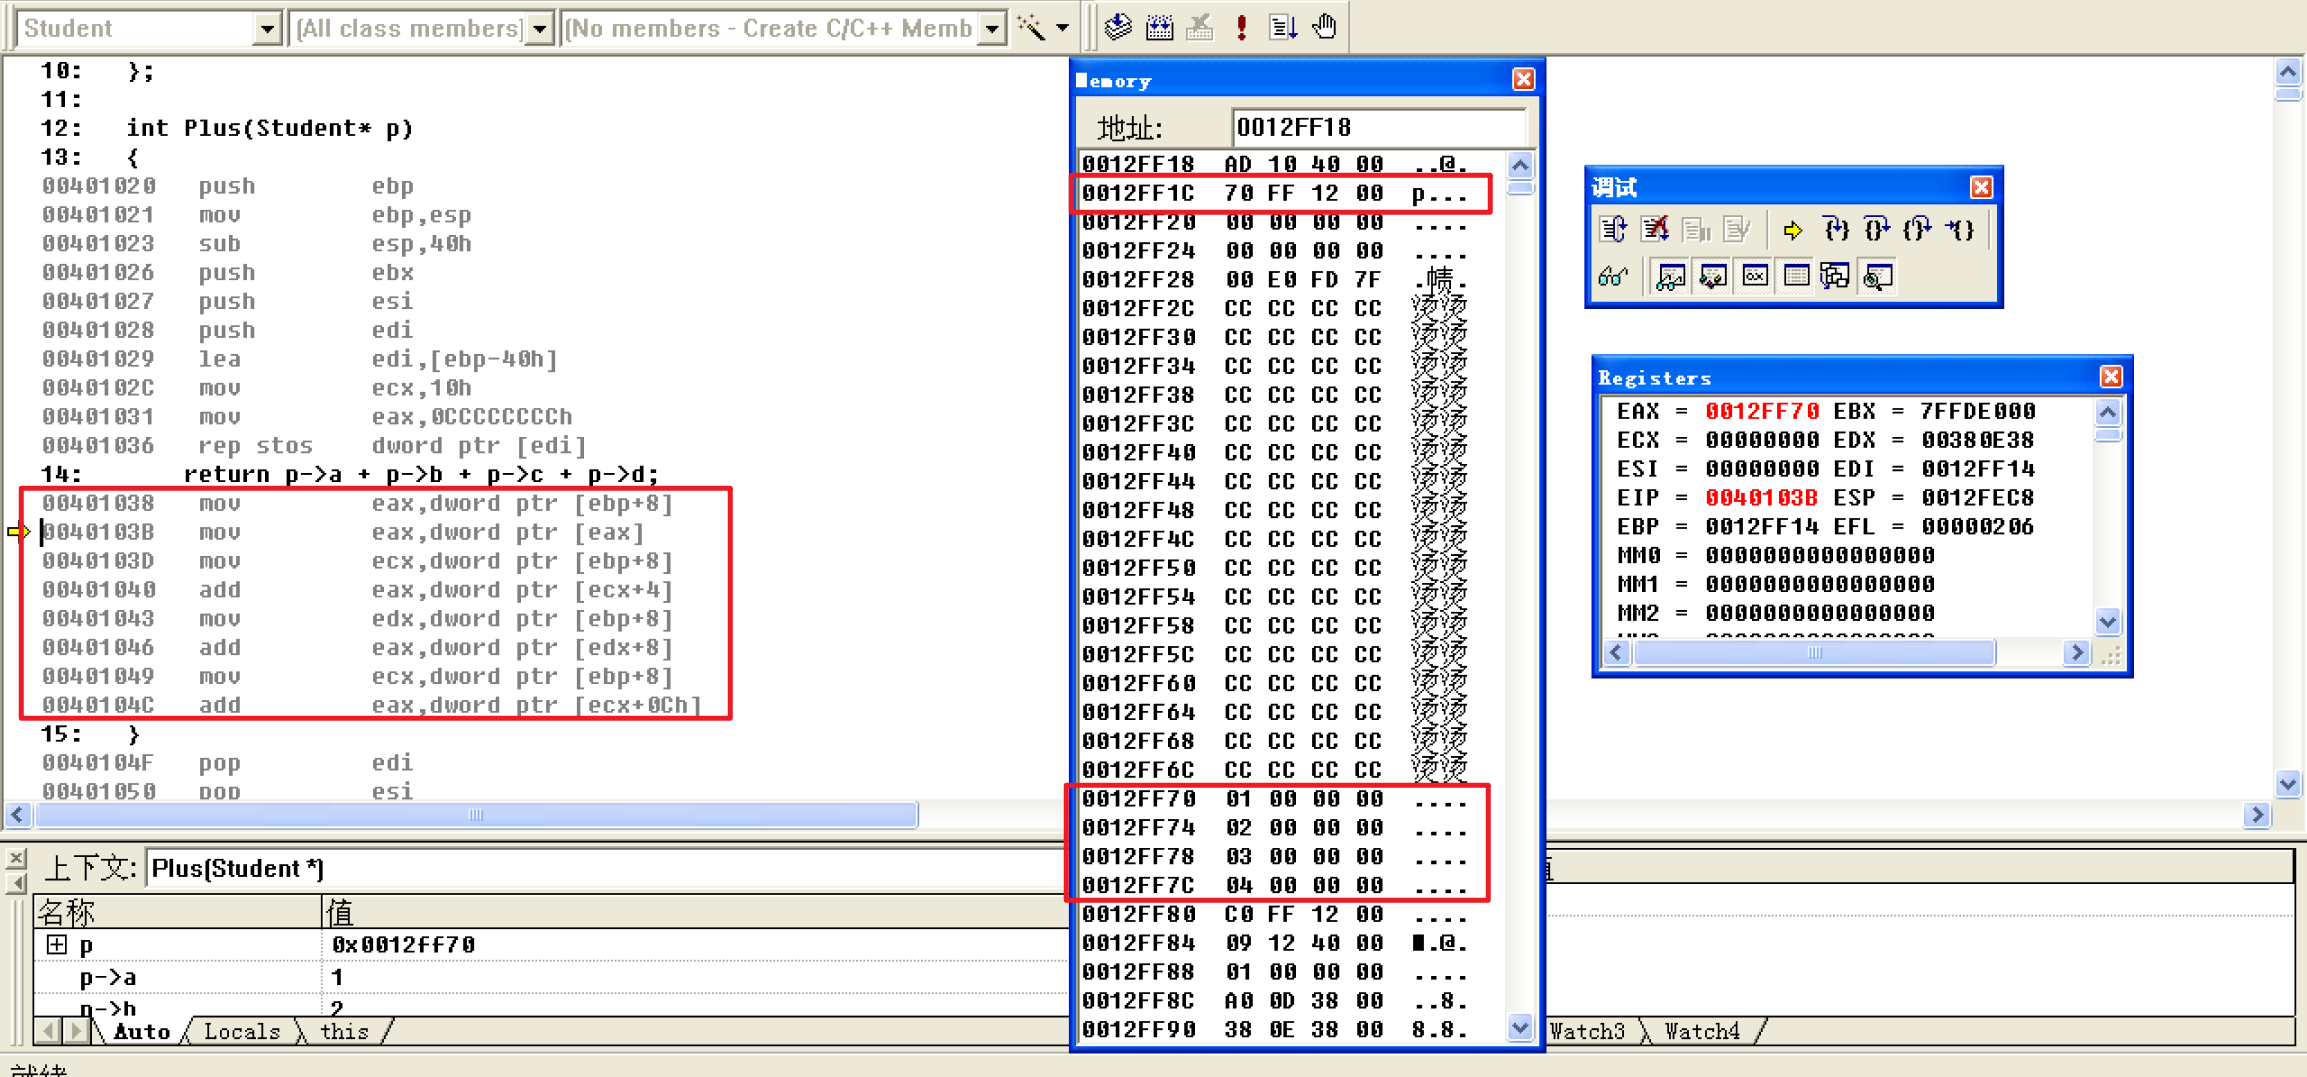 Student [All class members] [No members - Create C/C++ Memb
10: };
11:
12: int Plus(Student* p)
13: {
00401020 push ebp
00401021 mov ebp,esp
00401023 sub esp,40h
00401026 push ebx
00401027 push esi
00401028 push edi
00401029 lea edi,[ebp-40h]
0040102C mov ecx,10h
00401031 mov eax,0CCCCCCCCh
00401036 rep stos dword ptr [edi]
14: return p->a + p->b + p->c + p->d;
00401038 mov eax,dword ptr [ebp+8]
0040103B mov eax,dword ptr [eax]
0040103D mov ecx,dword ptr [ebp+8]
00401040 add eax,dword ptr [ecx+4]
00401043 mov edx,dword ptr [ebp+8]
00401046 add eax,dword ptr [edx+8]
00401049 mov ecx,dword ptr [ebp+8]
0040104C add eax,dword ptr [ecx+0Ch]
15: }
0040104F pop edi
00401050 pop esi
Memory
地址: 0012FF18
0012FF18 AD 10 40 00 ..@.
0012FF1C 70 FF 12 00 p...
0012FF20 00 00 00 00 ....
0012FF24 00 00 00 00 ....
0012FF28 00 E0 FD 7F .帻.
0012FF2C CC CC CC CC 烫烫
0012FF30 CC CC CC CC 烫烫
0012FF34 CC CC CC CC 烫烫
0012FF38 CC CC CC CC 烫烫
0012FF3C CC CC CC CC 烫烫
0012FF40 CC CC CC CC 烫烫
0012FF44 CC CC CC CC 烫烫
0012FF48 CC CC CC CC 烫烫
0012FF4C CC CC CC CC 烫烫
0012FF50 CC CC CC CC 烫烫
0012FF54 CC CC CC CC 烫烫
0012FF58 CC CC CC CC 烫烫
0012FF5C CC CC CC CC 烫烫
0012FF60 CC CC CC CC 烫烫
0012FF64 CC CC CC CC 烫烫
0012FF68 CC CC CC CC 烫烫
0012FF6C CC CC CC CC 烫烫
0012FF70 01 00 00 00 ....
0012FF74 02 00 00 00 ....
0012FF78 03 00 00 00 ....
0012FF7C 04 00 00 00 ....
0012FF80 C0 FF 12 00 ....
0012FF84 09 12 40 00 ■.@.
0012FF88 01 00 00 00 ....
0012FF8C A0 0D 38 00 ..8.
0012FF90 38 0E 38 00 8.8.
调试
Registers
EAX = 0012FF70 EBX = 7FFDE000
ECX = 00000000 EDX = 00380E38
ESI = 00000000 EDI = 0012FF14
EIP = 0040103B ESP = 0012FEC8
EBP = 0012FF14 EFL = 00000206
MM0 = 0000000000000000
MM1 = 0000000000000000
MM2 = 0000000000000000
上下文: Plus(Student *)
名称 值
p 0x0012ff70
p->a 1
p->b 2
Auto Locals this
Watch3 Watch4
就绪